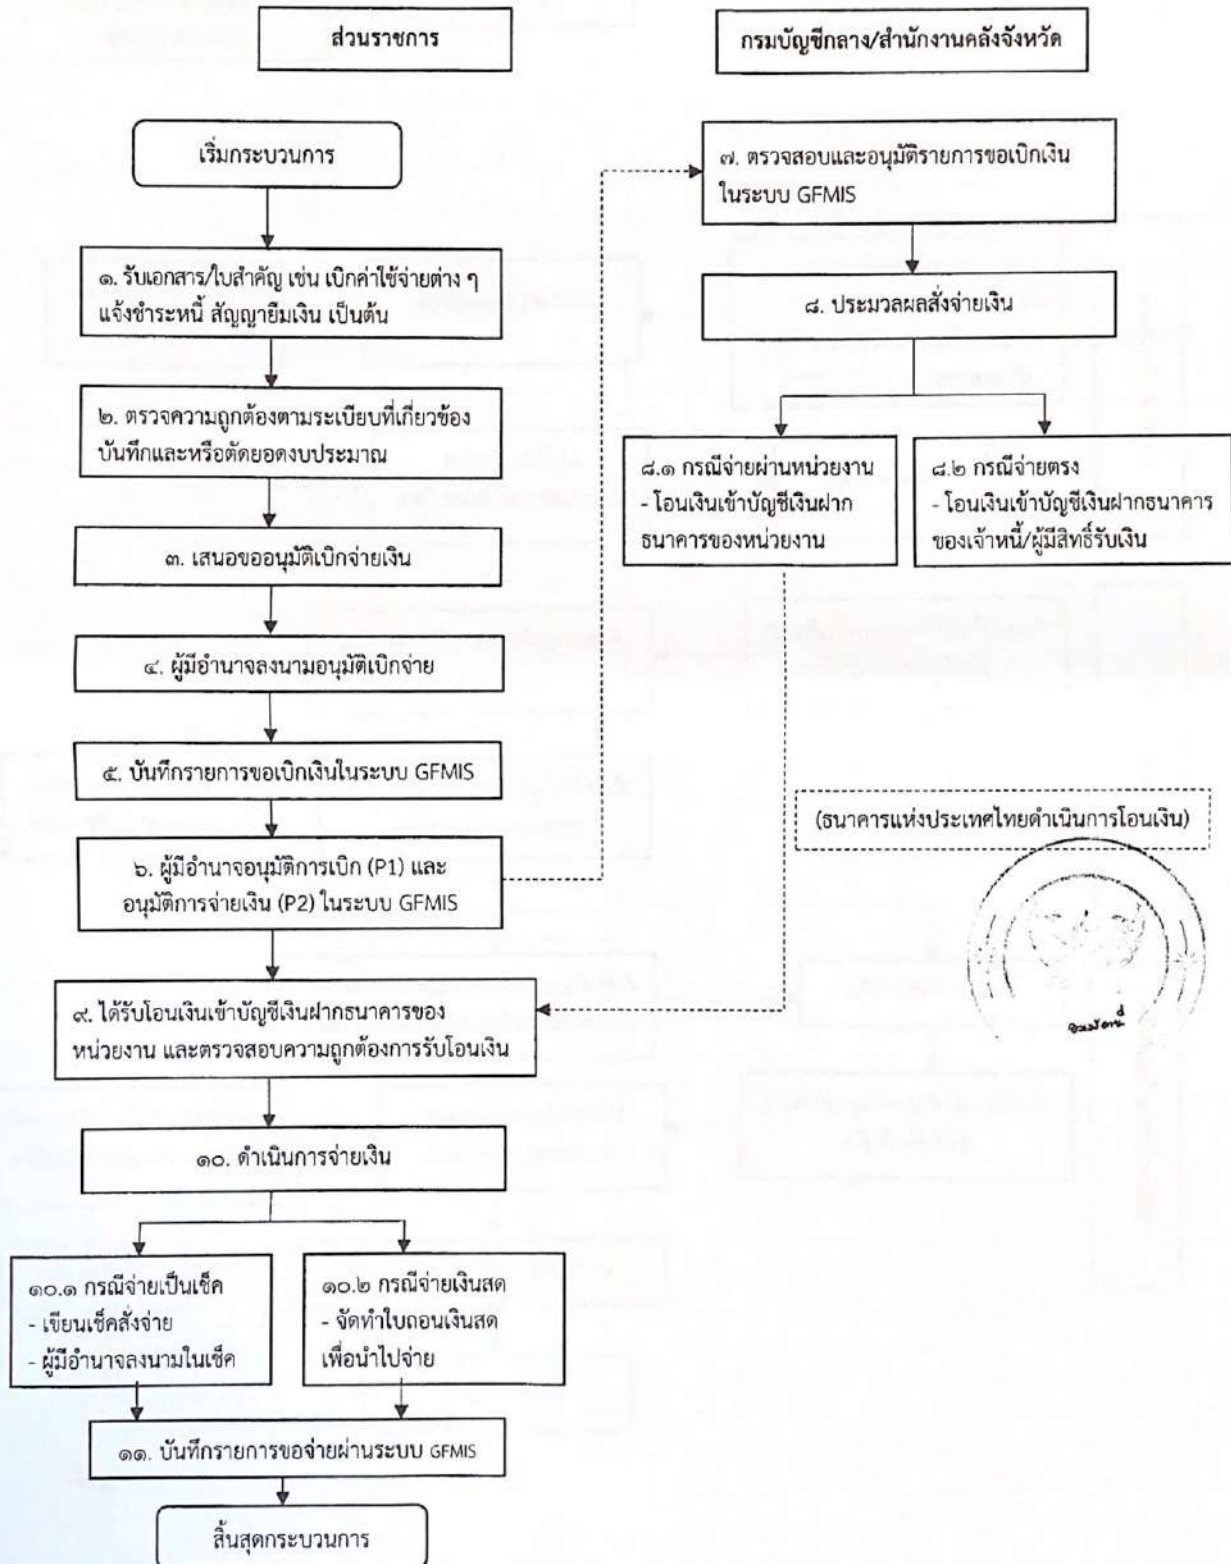 ส่วนราชการ
กรมบัญชีกลาง/สำนักงานคลังจังหวัด
เริ่มกระบวนการ
๑. รับเอกสาร/ใบสำคัญ เช่น เบิกค่าใช้จ่ายต่าง ๆ
แจ้งชำระหนี้ สัญญายืมเงิน เป็นต้น
๒. ตรวจความถูกต้องตามระเบียบที่เกี่ยวข้อง
บันทึกและหรือตัดยอดงบประมาณ
๓. เสนอขออนุมัติเบิกจ่ายเงิน
๔. ผู้มีอำนาจลงนามอนุมัติเบิกจ่าย
๕. บันทึกรายการขอเบิกเงินในระบบ GFMIS
๖. ผู้มีอำนาจอนุมัติการเบิก (P1) และ
อนุมัติการจ่ายเงิน (P2) ในระบบ GFMIS
๗. ตรวจสอบและอนุมัติรายการขอเบิกเงิน
ในระบบ GFMIS
๘. ประมวลผลสั่งจ่ายเงิน
๘.๑ กรณีจ่ายผ่านหน่วยงาน
- โอนเงินเข้าบัญชีเงินฝาก
ธนาคารของหน่วยงาน
๘.๒ กรณีจ่ายตรง
- โอนเงินเข้าบัญชีเงินฝากธนาคาร
ของเจ้าหนี้/ผู้มีสิทธิ์รับเงิน
(ธนาคารแห่งประเทศไทยดำเนินการโอนเงิน)
๙. ได้รับโอนเงินเข้าบัญชีเงินฝากธนาคารของ
หน่วยงาน และตรวจสอบความถูกต้องการรับโอนเงิน
๑๐. ดำเนินการจ่ายเงิน
๑๐.๑ กรณีจ่ายเป็นเช็ค
- เขียนเช็คสั่งจ่าย
- ผู้มีอำนาจลงนามในเช็ค
๑๐.๒ กรณีจ่ายเงินสด
- จัดทำใบถอนเงินสด
เพื่อนำไปจ่าย
๑๑. บันทึกรายการขอจ่ายผ่านระบบ GFMIS
สิ้นสุดกระบวนการ